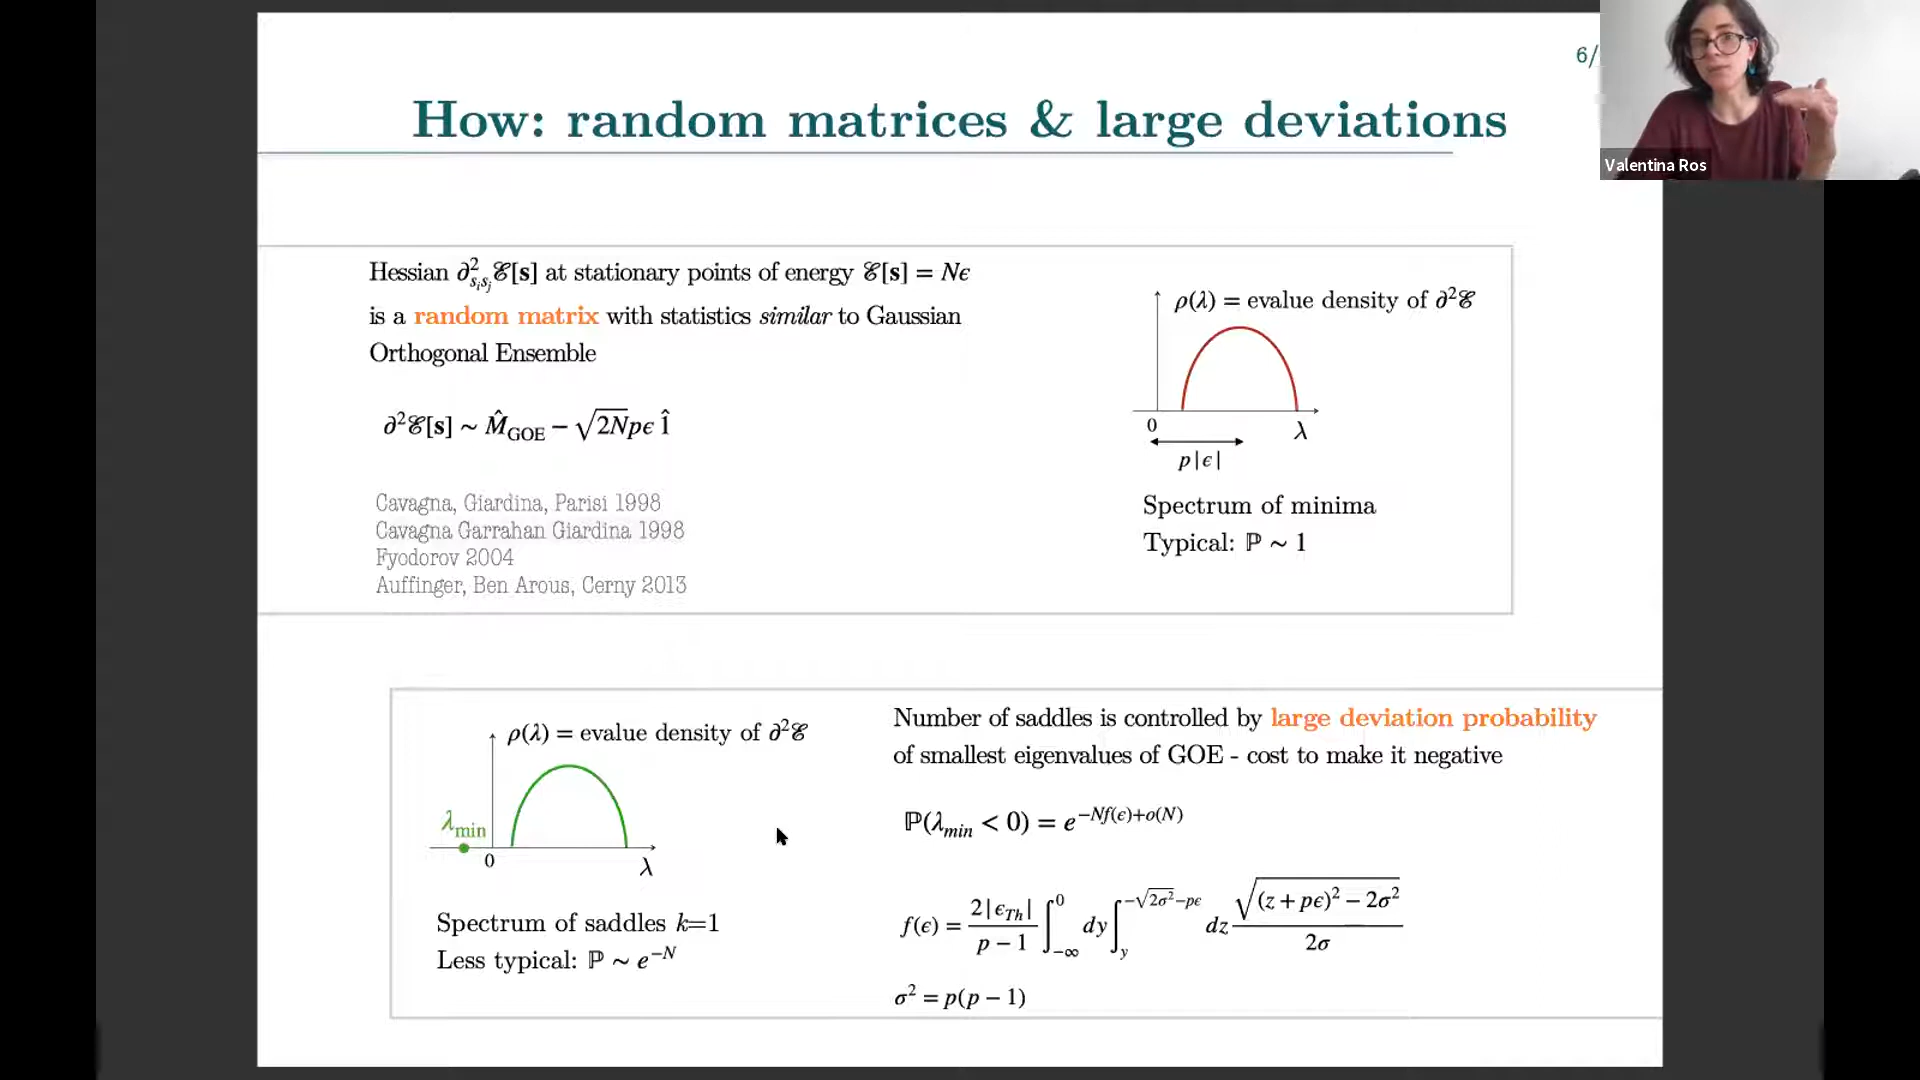 6/
How: random matrices & large deviations
Valentina Ros
Hessian ∂²_{s_i s_j} ℰ[s] at stationary points of energy ℰ[s] = Nϵ
is a random matrix with statistics similar to Gaussian
Orthogonal Ensemble
∂²ℰ[s] ~ M̂_GOE − √(2N)pϵ 1̂
Cavagna, Giardina, Parisi 1998
Cavagna Garrahan Giardina 1998
Fyodorov 2004
Auffinger, Ben Arous, Cerny 2013
ρ(λ) = evalue density of ∂²ℰ
0
λ
p|ϵ|
Spectrum of minima
Typical: ℙ ~ 1
ρ(λ) = evalue density of ∂²ℰ
λ_min
0
λ
Spectrum of saddles k=1
Less typical: ℙ ~ e^{−N}
Number of saddles is controlled by large deviation probability
of smallest eigenvalues of GOE - cost to make it negative
ℙ(λ_min < 0) = e^{−Nf(ϵ)+o(N)}
f(ϵ) = \frac{2|ϵ_{Th}|}{p − 1} ∫_{−∞}^{0} dy ∫_{y}^{−√(2σ²)−pϵ} dz \frac{√((z + pϵ)² − 2σ²)}{2σ}
σ² = p(p − 1)